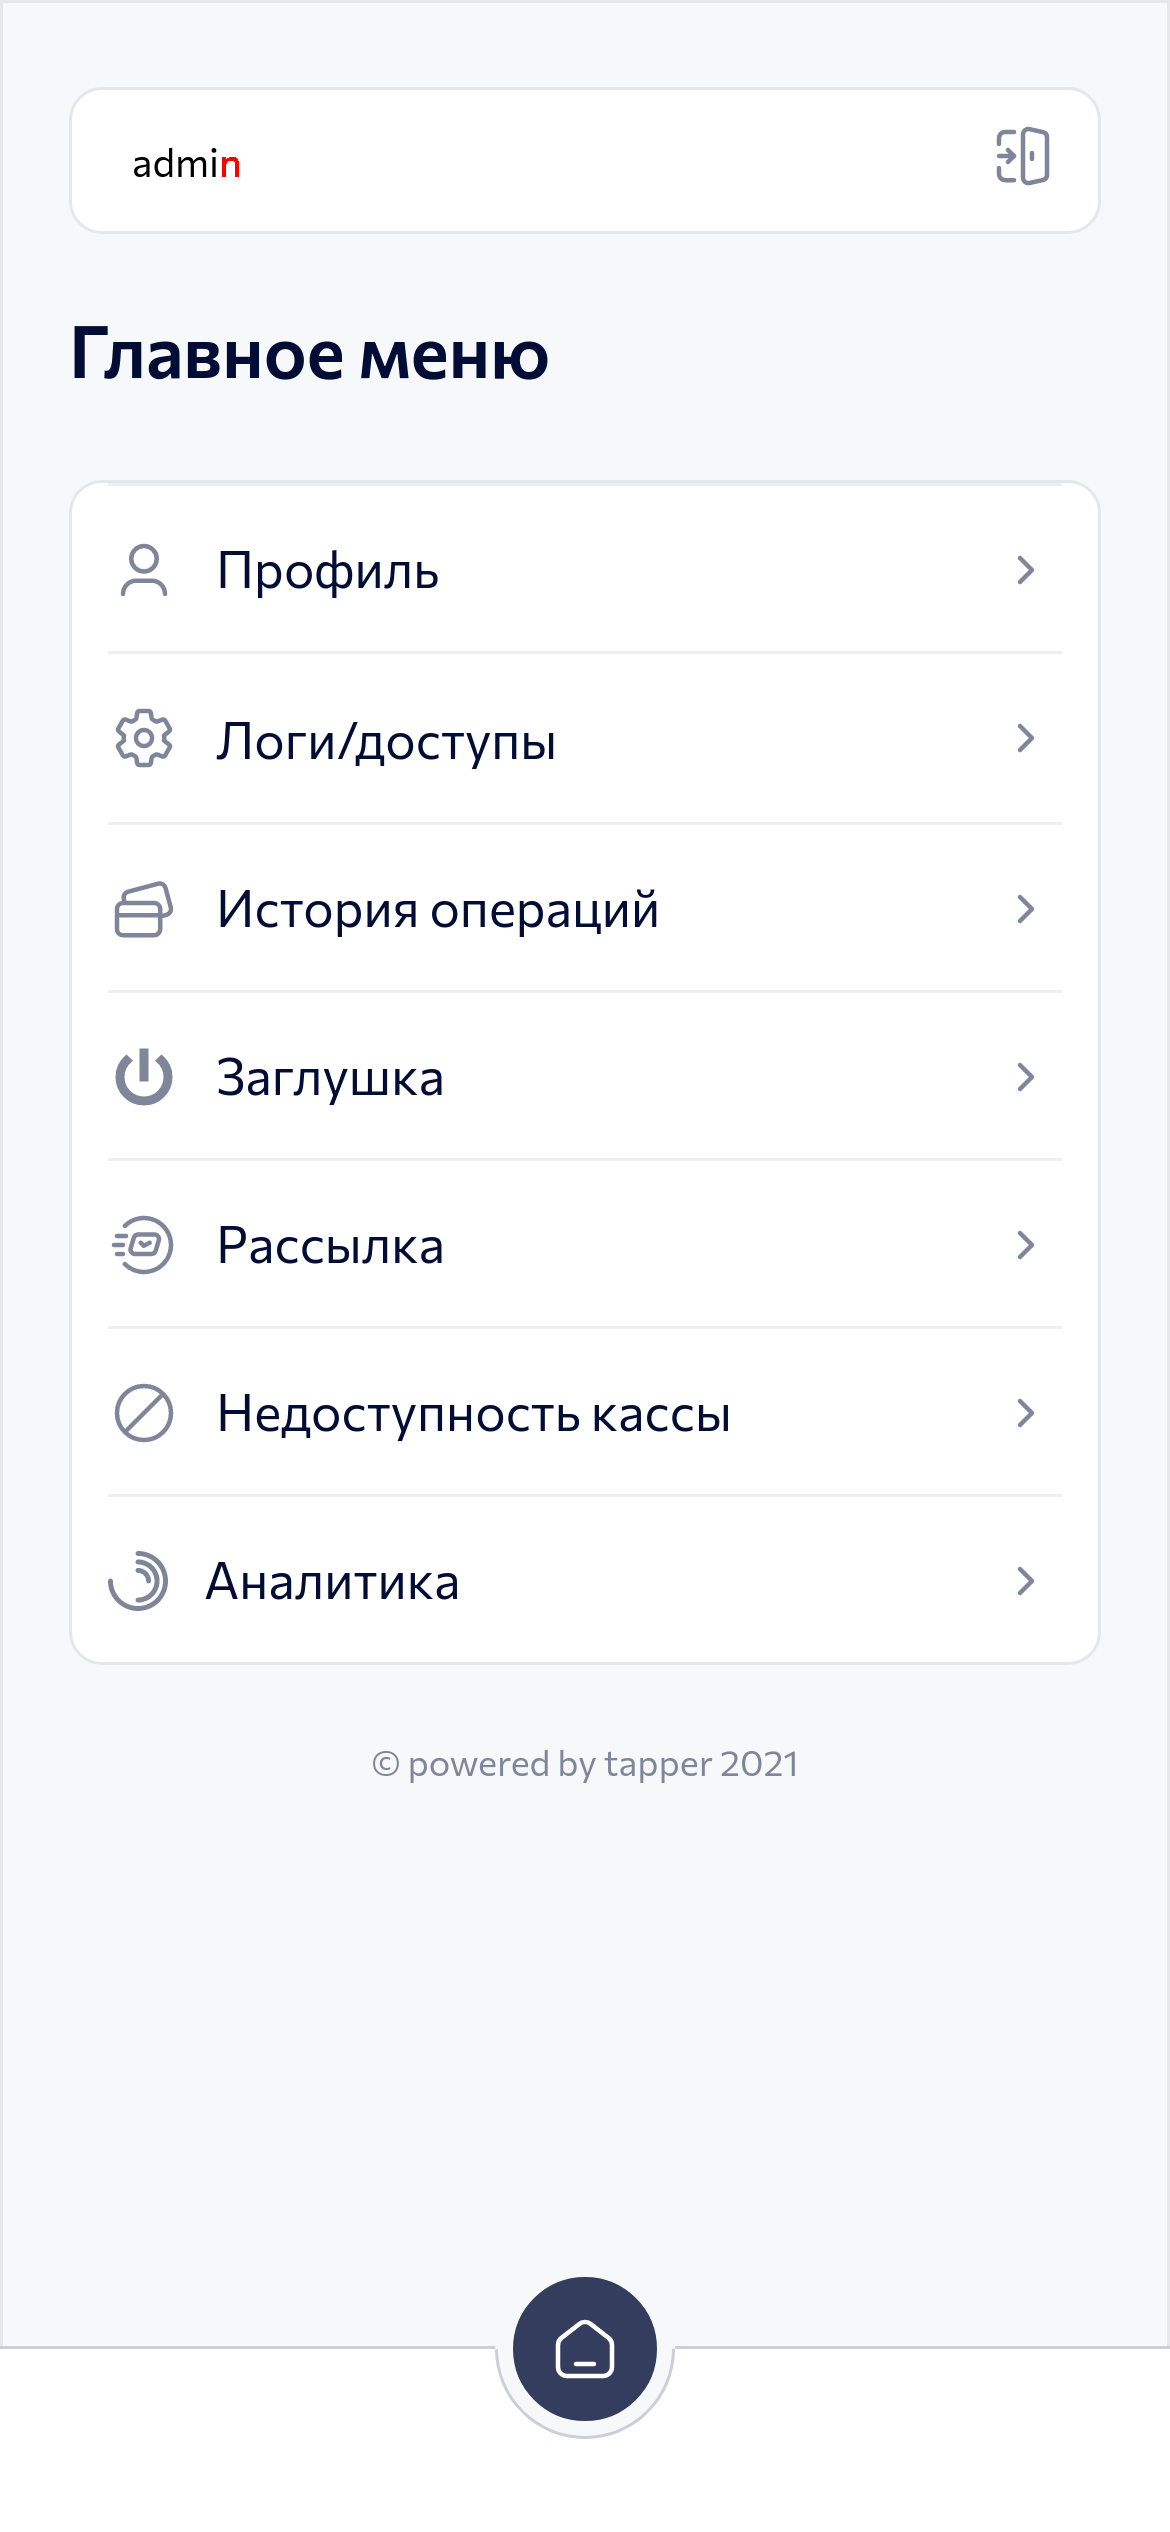 admin
Главное меню
Профиль
Логи/доступы
История операций
Заглушка
Рассылка
Недоступность кассы
Аналитика
© powered by tapper 2021